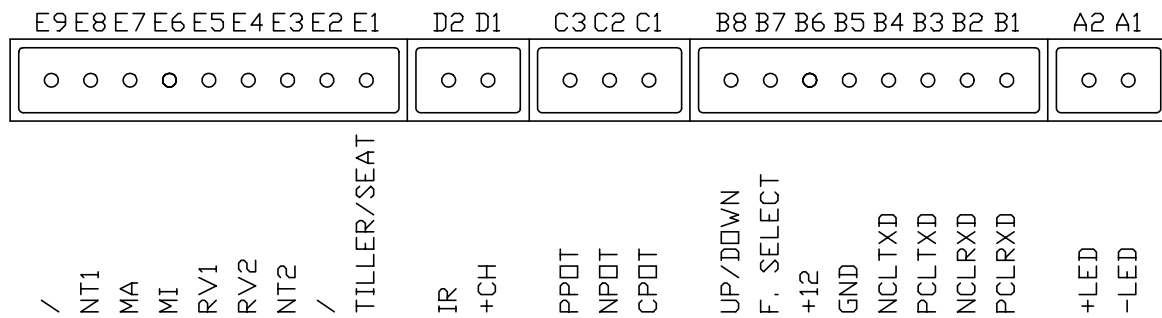 E9 E8 E7 E6 E5 E4 E3 E2 E1 D2 D1 C3 C2 C1 B8 B7 B6 B5 B4 B3 B2 B1 A2 A1
/
NT1
MA
MI
RV1
RV2
NT2
/
TILLER/SEAT
IR
+CH
PPOT
NPOT
CPOT
UP/DOWN
F. SELECT
+12
GND
NCLTXD
PCLTXD
NCLRXD
PCLRXD
+LED
-LED